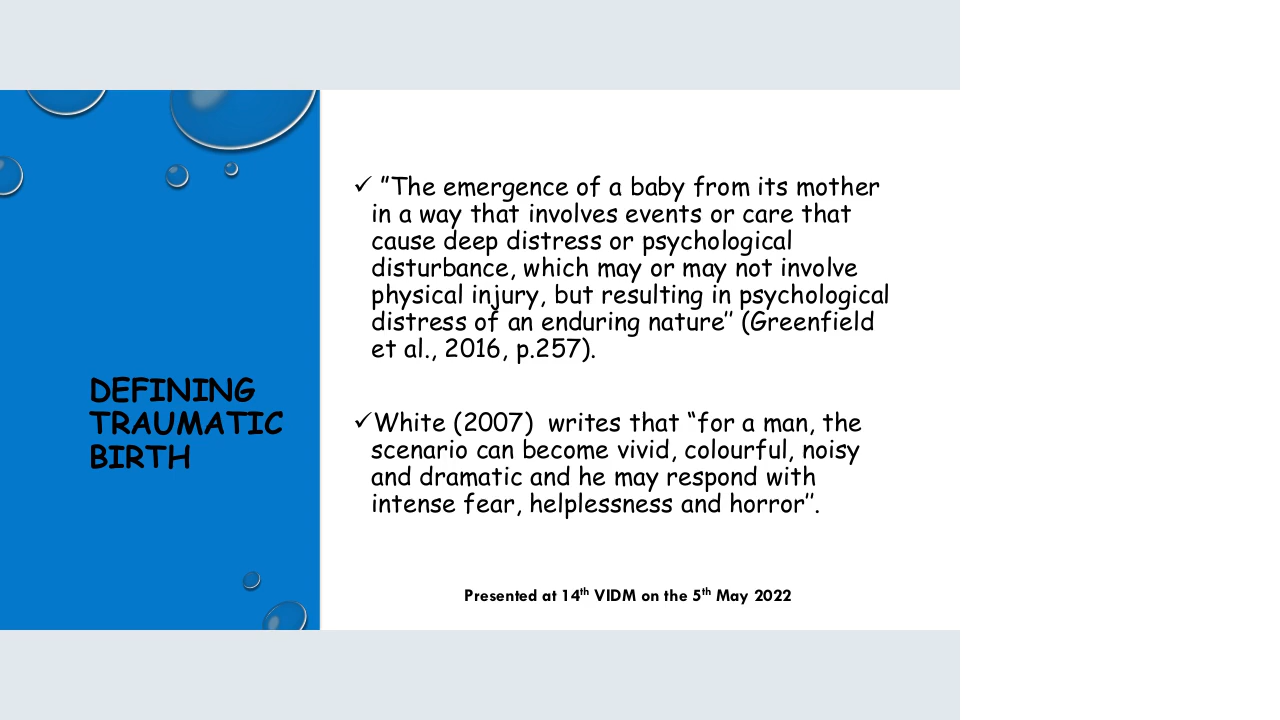 DEFINING
TRAUMATIC
BIRTH
✓ ”The emergence of a baby from its mother
in a way that involves events or care that
cause deep distress or psychological
disturbance, which may or may not involve
physical injury, but resulting in psychological
distress of an enduring nature’’ (Greenfield
et al., 2016, p.257).
✓White (2007)  writes that “for a man, the
scenario can become vivid, colourful, noisy
and dramatic and he may respond with
intense fear, helplessness and horror’’.
Presented at 14th VIDM on the 5th May 2022